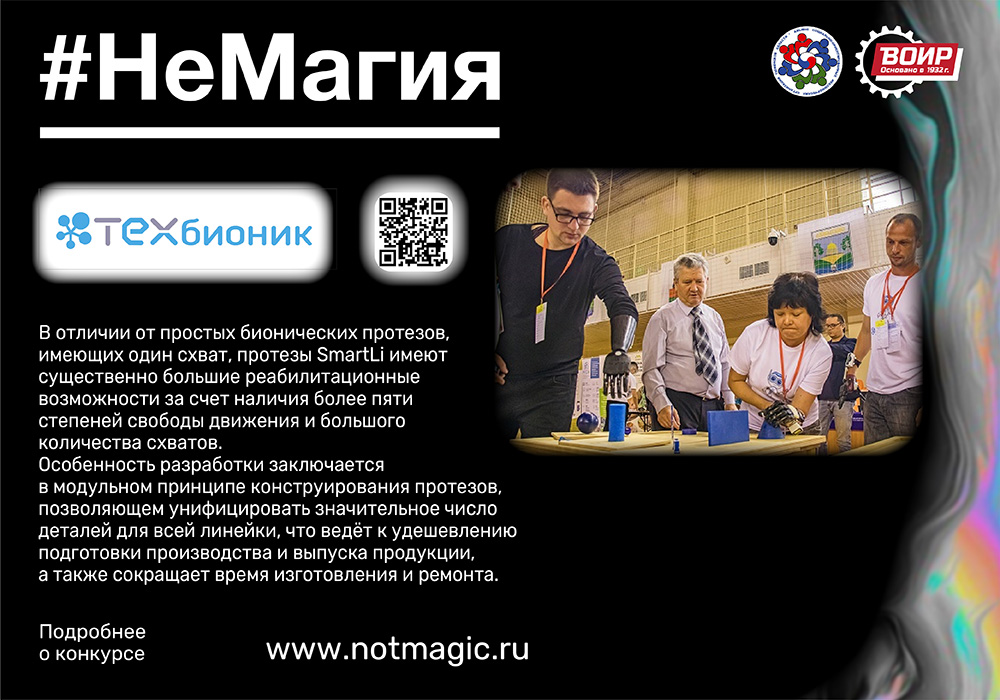 #НеМагия
ВОИР
Основано в 1932 г.
техбионик
В отличии от простых бионических протезов,
имеющих один схват, протезы SmartLi имеют
существенно большие реабилитационные
возможности за счет наличия более пяти
степеней свободы движения и большого
количества схватов.
Особенность разработки заключается
в модульном принципе конструирования протезов,
позволяющем унифицировать значительное число
деталей для всей линейки, что ведёт к удешевлению
подготовки производства и выпуска продукции,
а также сокращает время изготовления и ремонта.
Подробнее
о конкурсе
www.notmagic.ru